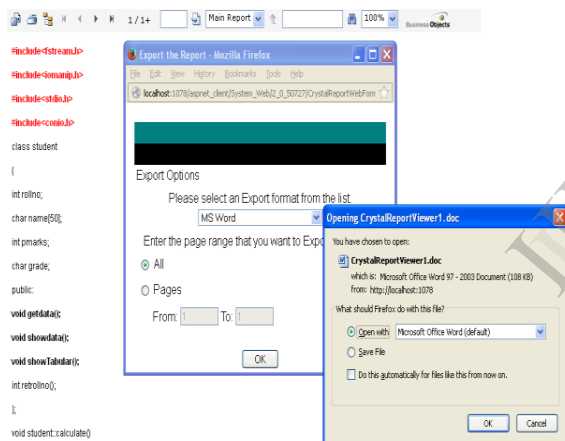 1 / 1+
Main Report
100%
Business Objects
#include<fstream.h>
#include<iomanip.h>
#include<stdio.h>
#include<conio.h>
class student
{
int rollno;
char name[50];
int pmarks;
char grade;
public:
void getdata();
void showdata();
void showTabular();
int retrollno();
};
void student::calculate()
Export the Report - Mozilla Firefox
File Edit View History Bookmarks Tools Help
localhost:1078/aspnet_client/System_Web/2_0_50727/CrystalReportWebForm
Export Options
Please select an Export format from the list.
MS Word
Enter the page range that you want to Expo
All
Pages
From: 1 To: 1
OK
Opening CrystalReportViewer1.doc
You have chosen to open:
CrystalReportViewer1.doc
which is: Microsoft Office Word 97 - 2003 Document (108 KB)
from: http://localhost:1078
What should Firefox do with this file?
Open with Microsoft Office Word (default)
Save File
Do this automatically for files like this from now on.
OK Cancel